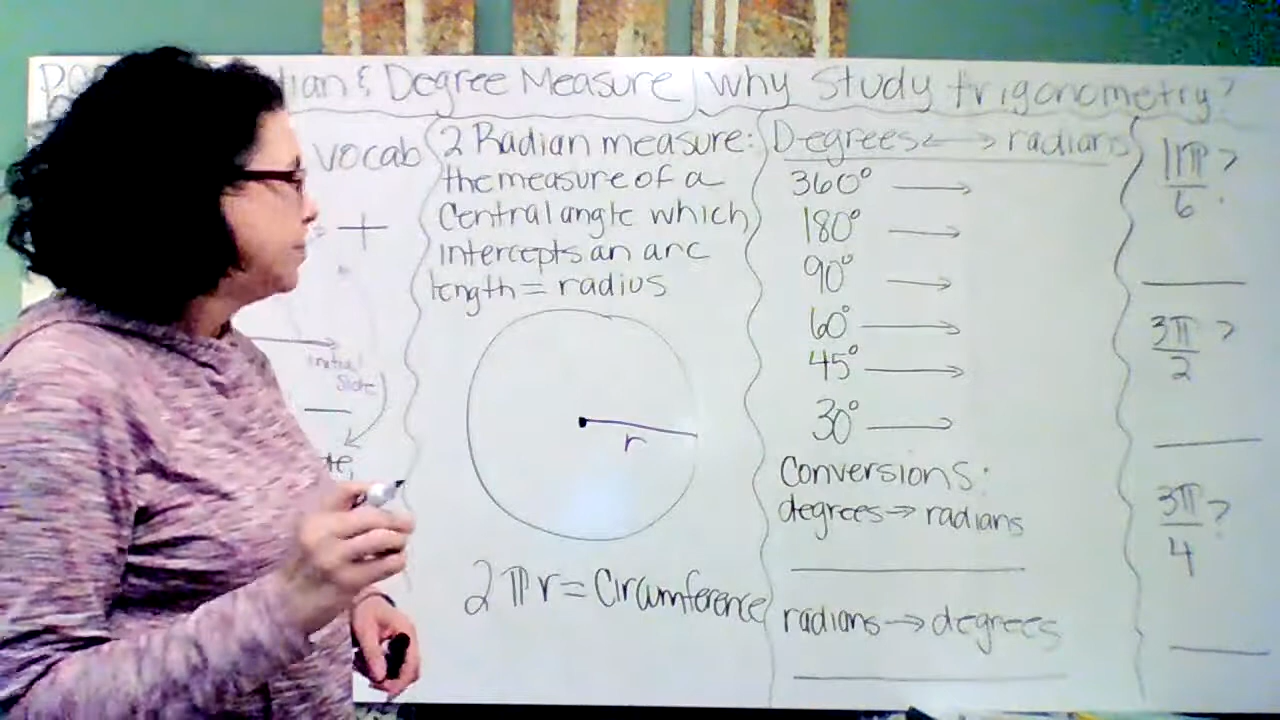 & Degree Measure Why Study trigonometry?
vocab
= +
initial
side
2 Radian measure:
the measure of a
central angle which
intercepts an arc
length = radius
r
2πr = Circumference
Degrees ↔ radians
360° →
180° →
90° →
60° →
45° →
30° →
Conversions:
degrees → radians
radians → degrees
11π/6 ?
3π/2 ?
3π/4 ?